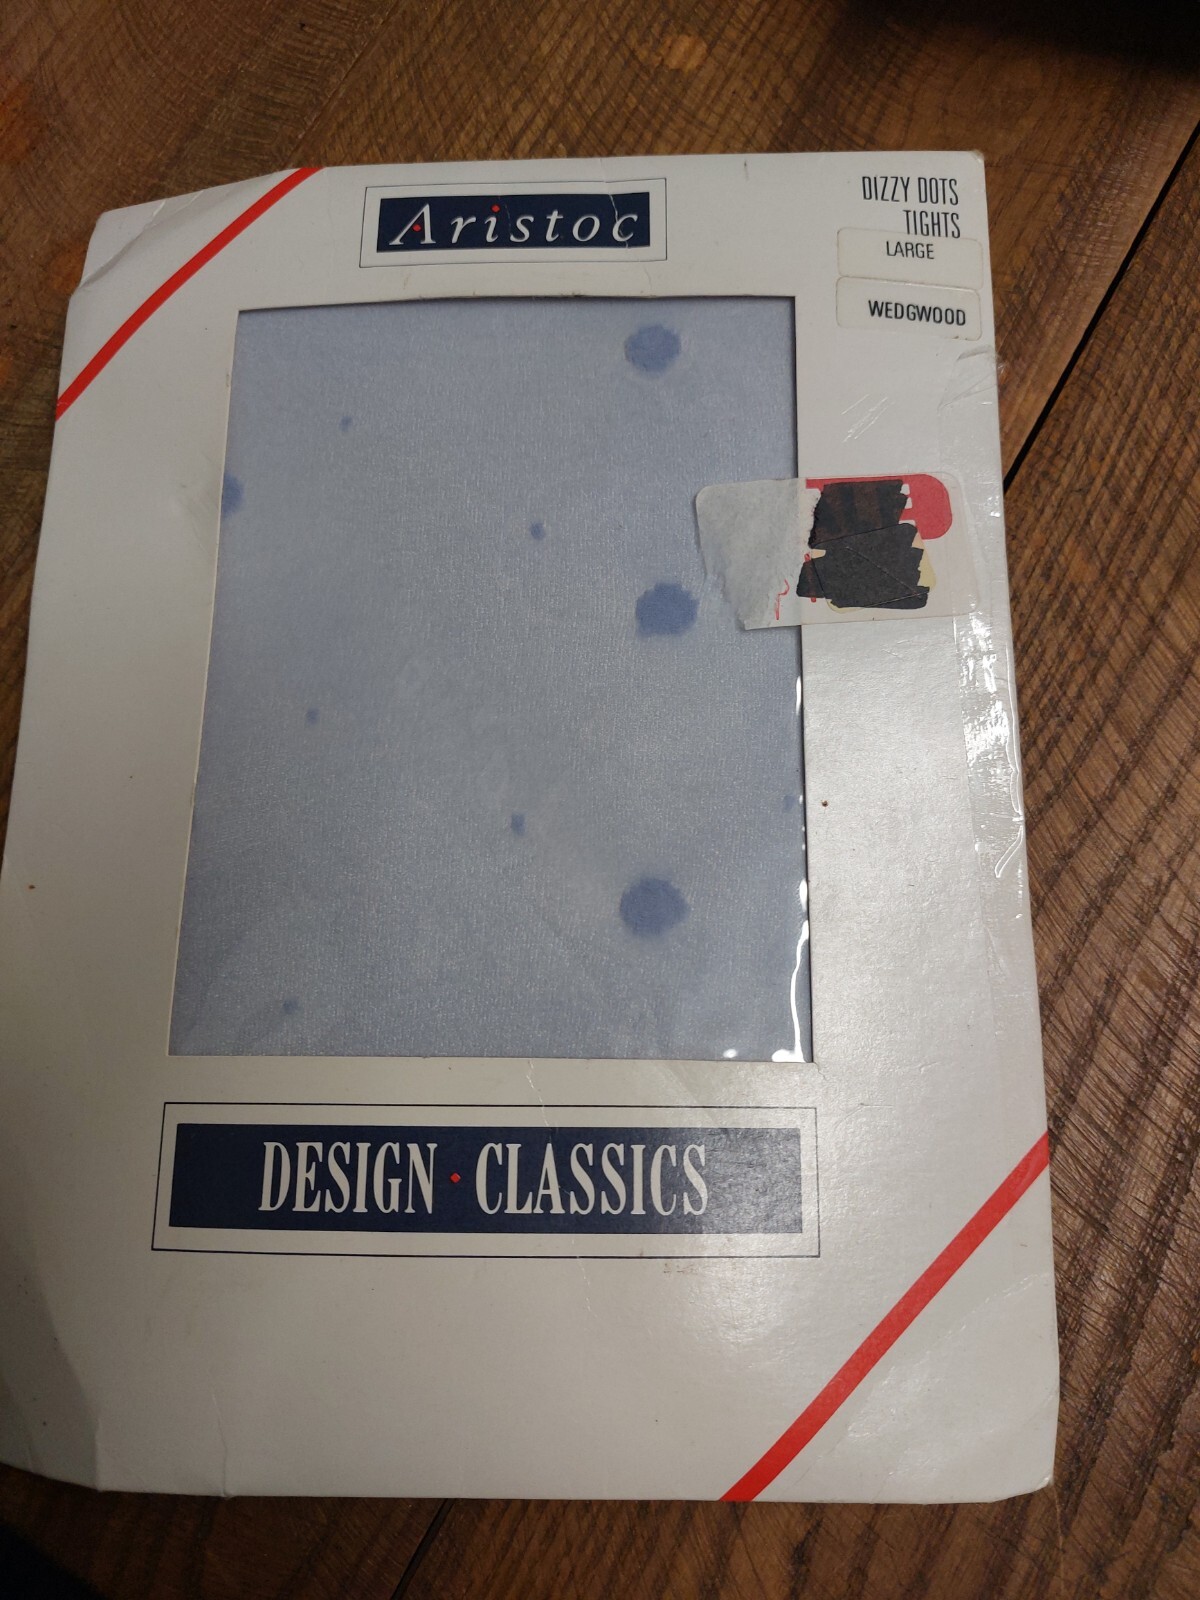 Aristoc
DIZZY DOTS
TIGHTS
LARGE
WEDGWOOD
DESIGN · CLASSICS